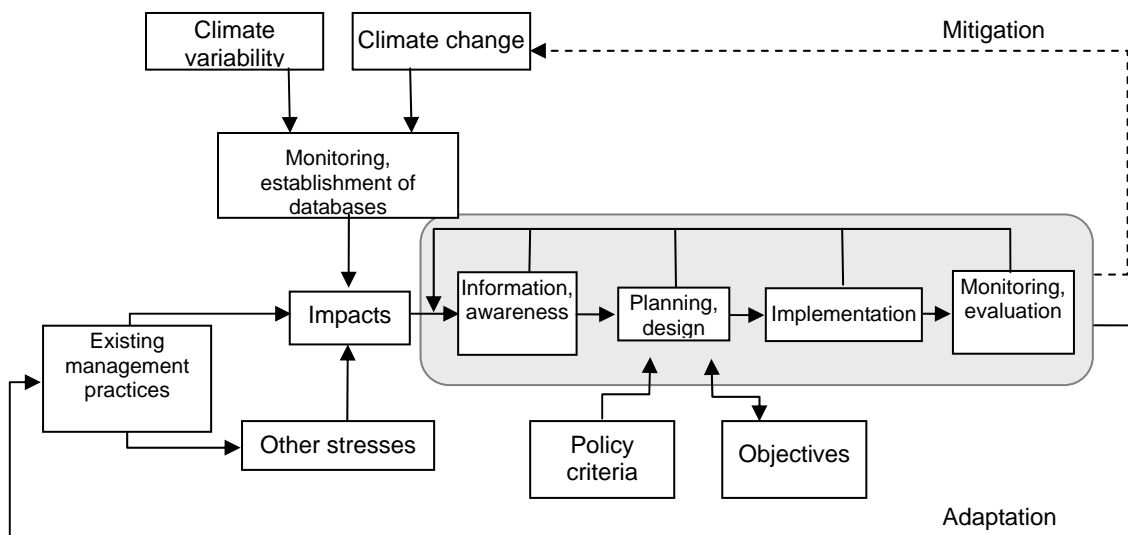 Climate
variability
Climate change
Mitigation
Monitoring,
establishment of
databases
Information,
awareness
Planning,
design
Implementation
Monitoring,
evaluation
Impacts
Existing
management
practices
Other stresses
Policy
criteria
Objectives
Adaptation